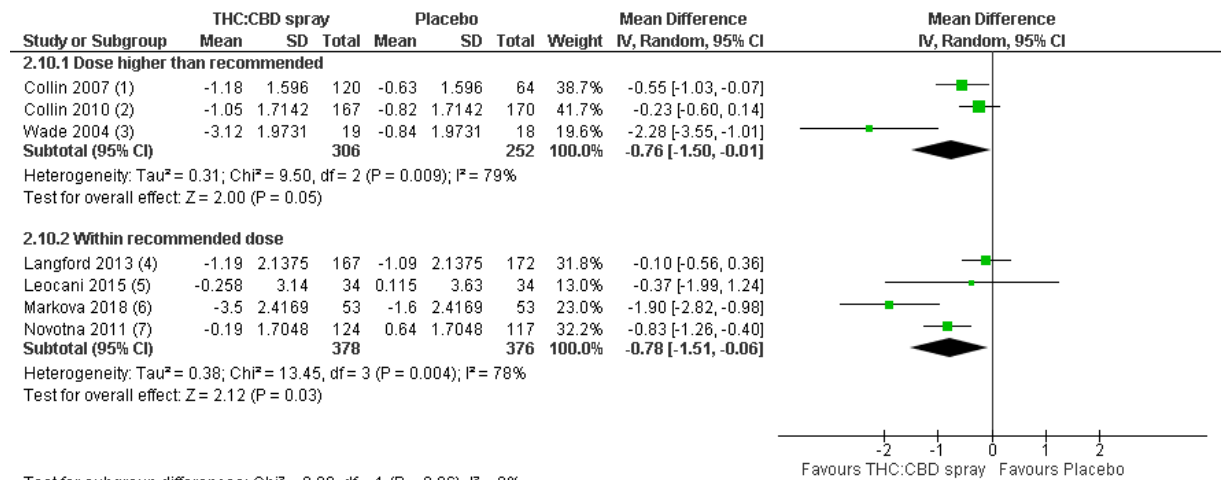 THC:CBD spray Placebo Mean Difference Mean Difference
Study or Subgroup Mean SD Total Mean SD Total Weight IV, Random, 95% CI IV, Random, 95% CI
2.10.1 Dose higher than recommended
Collin 2007 (1) -1.18 1.596 120 -0.63 1.596 64 38.7% -0.55 [-1.03, -0.07]
Collin 2010 (2) -1.05 1.7142 167 -0.82 1.7142 170 41.7% -0.23 [-0.60, 0.14]
Wade 2004 (3) -3.12 1.9731 19 -0.84 1.9731 18 19.6% -2.28 [-3.55, -1.01]
Subtotal (95% CI) 306 252 100.0% -0.76 [-1.50, -0.01]
Heterogeneity: Tau² = 0.31; Chi² = 9.50, df = 2 (P = 0.009); I² = 79%
Test for overall effect: Z = 2.00 (P = 0.05)
2.10.2 Within recommended dose
Langford 2013 (4) -1.19 2.1375 167 -1.09 2.1375 172 31.8% -0.10 [-0.56, 0.36]
Leocani 2015 (5) -0.258 3.14 34 0.115 3.63 34 13.0% -0.37 [-1.99, 1.24]
Markova 2018 (6) -3.5 2.4169 53 -1.6 2.4169 53 23.0% -1.90 [-2.82, -0.98]
Novotna 2011 (7) -0.19 1.7048 124 0.64 1.7048 117 32.2% -0.83 [-1.26, -0.40]
Subtotal (95% CI) 378 376 100.0% -0.78 [-1.51, -0.06]
Heterogeneity: Tau² = 0.38; Chi² = 13.45, df = 3 (P = 0.004); I² = 78%
Test for overall effect: Z = 2.12 (P = 0.03)
-2 -1 0 1 2
Favours THC:CBD spray Favours Placebo
Test for subgroup differences: Chi² = df = 1 (P = I² = 0%